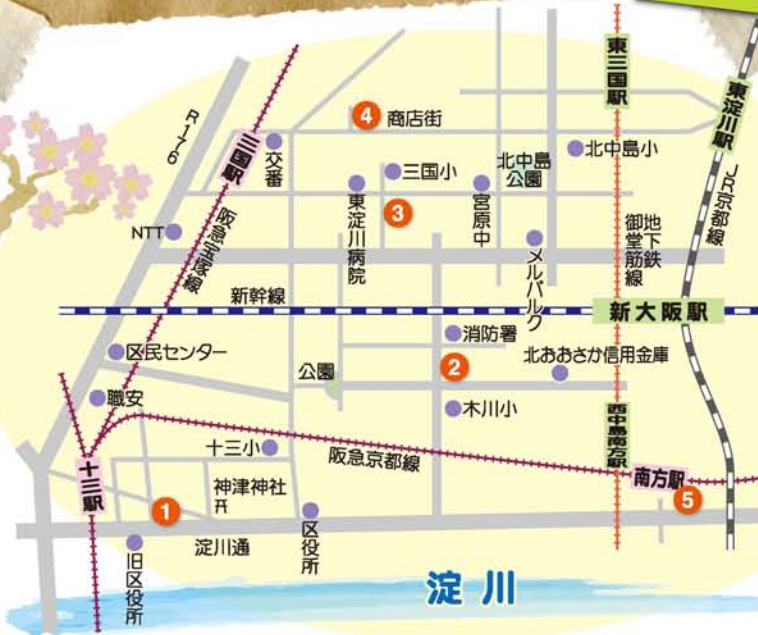 東三国駅
東淀川駅
R176
三国駅
交番
4
商店街
北中島小
三国小
北中島
公園
JR京都線
東淀川病院
3
宮原中
NTT
阪急宝塚線
メルパルク
地下鉄
御堂筋線
新幹線
新大阪駅
消防署
区民センター
2
北おおさか信用金庫
公園
職安
木川小
西中島南方駅
十三小
阪急京都線
十三駅
南方駅
神津神社
5
1
区役所
淀川通
旧区役所
淀川